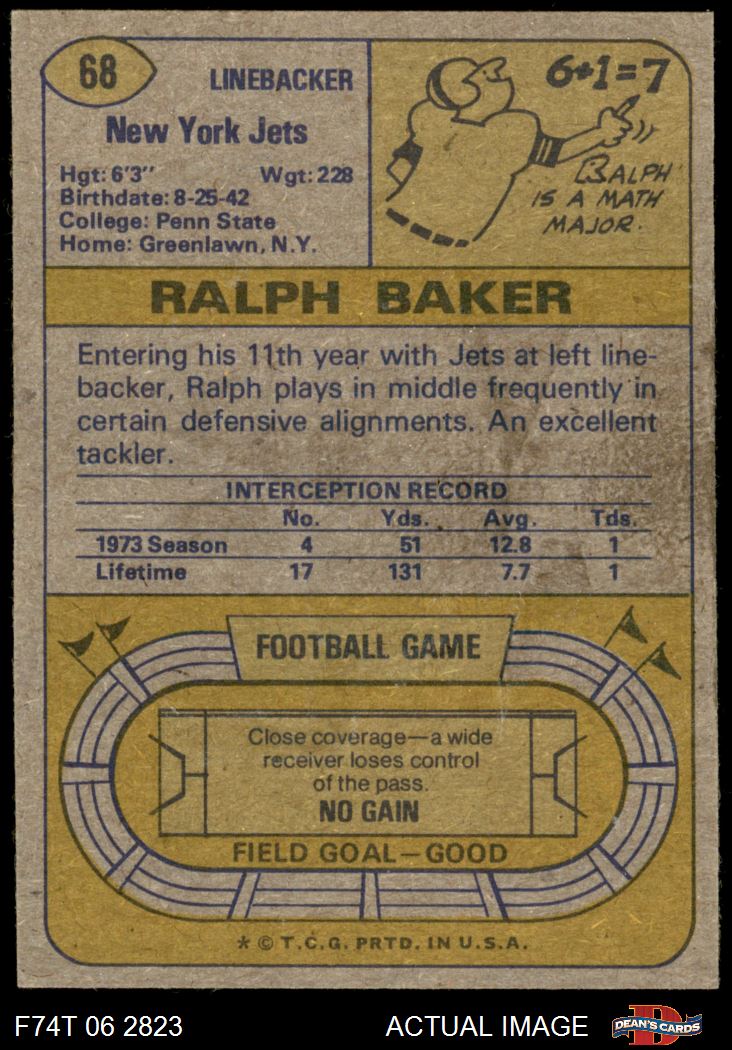 68
LINEBACKER
New York Jets
Hgt: 6'3" Wgt: 228
Birthdate: 8-25-42
College: Penn State
Home: Greenlawn, N.Y.
6+1=7
RALPH
IS A MATH
MAJOR.
RALPH BAKER
Entering his 11th year with Jets at left line-
backer, Ralph plays in middle frequently in
certain defensive alignments. An excellent
tackler.
INTERCEPTION RECORD
No. Yds. Avg. Tds.
1973 Season 4 51 12.8 1
Lifetime 17 131 7.7 1
FOOTBALL GAME
Close coverage—a wide
receiver loses control
of the pass.
NO GAIN
FIELD GOAL—GOOD
* © T.C.G. PRTD. IN U.S.A.
F74T 06 2823 ACTUAL IMAGE
D
DEAN'S CARDS